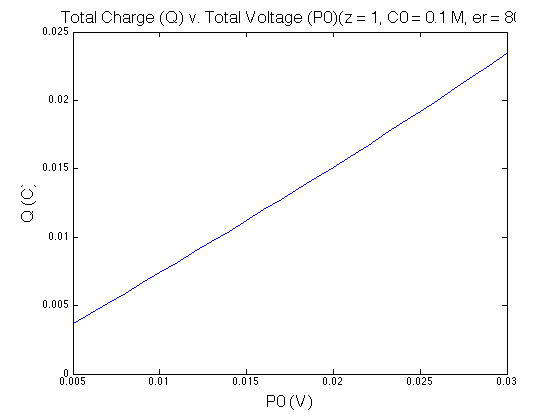 Total Charge (Q) v. Total Voltage (P0)(z = 1, C0 = 0.1 M, er = 80
0.025
0.02
0.015
0.01
0.005
0
Q (C)
0.005 0.01 0.015 0.02 0.025 0.03
P0 (V)